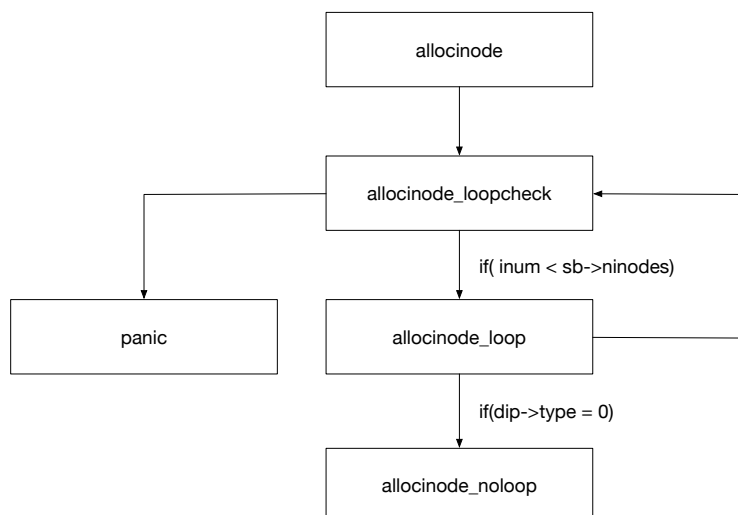 allocinode
allocinode_loopcheck
if( inum < sb->ninodes)
panic
allocinode_loop
if(dip->type = 0)
allocinode_noloop